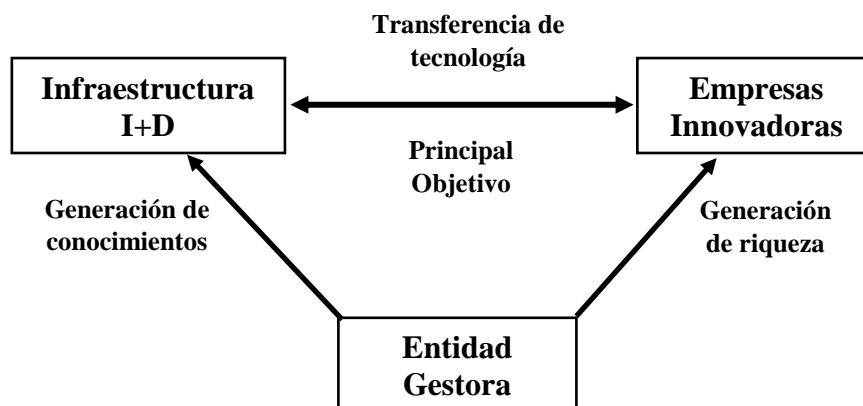 Transferencia de
tecnología
Infraestructura
I+D
Empresas
Innovadoras
Principal
Objetivo
Generación de
conocimientos
Generación
de riqueza
Entidad
Gestora